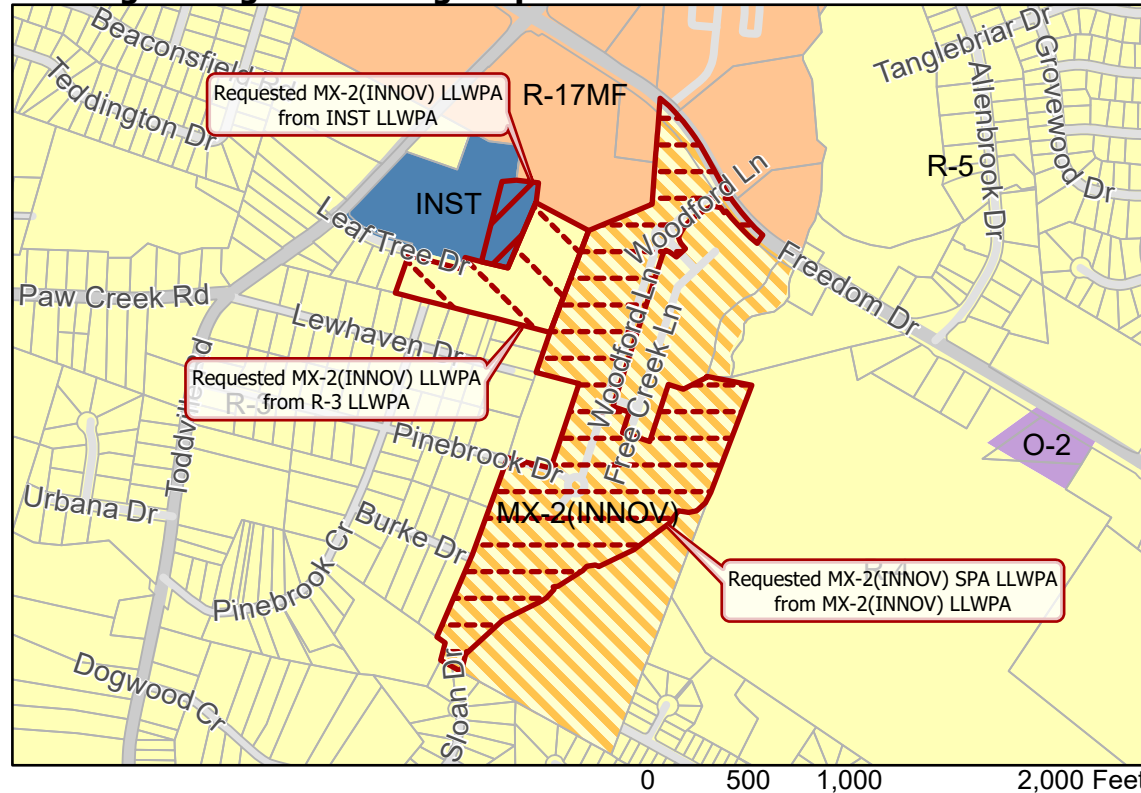 Beaconsfield
Teddington Dr
Requested MX-2(INNOV) LLWPA
from INST LLWPA
R-17MF
Tanglebriar Dr
Grovewood Dr
Allenbrook Dr
R-5
INST
Leaf Tree Dr
Woodford Ln
Freedom Dr
Paw Creek Rd
Lewhaven Dr
Woodford Ln
Free Creek Ln
Requested MX-2(INNOV) LLWPA
from R-3 LLWPA
Pinebrook Dr
O-2
Urbana Dr
Burke Dr
MX-2(INNOV)
Pinebrook Cr
Requested MX-2(INNOV) SPA LLWPA
from MX-2(INNOV) LLWPA
Dogwood Cr
Sloan Dr
0 500 1,000 2,000 Feet